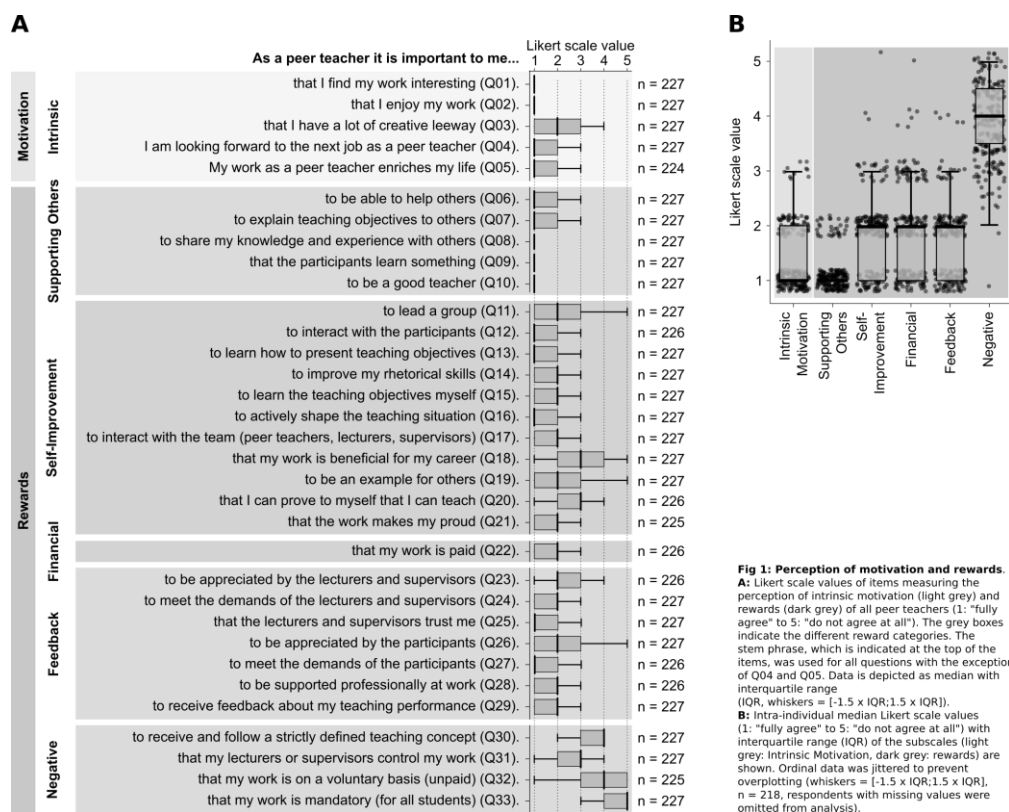 A
Likert scale value
As a peer teacher it is important to me...
1 2 3 4 5
Motivation
Intrinsic
that I find my work interesting (Q01). n = 227
that I enjoy my work (Q02). n = 227
that I have a lot of creative leeway (Q03). n = 227
I am looking forward to the next job as a peer teacher (Q04). n = 227
My work as a peer teacher enriches my life (Q05). n = 224
Rewards
Supporting Others
to be able to help others (Q06). n = 227
to explain teaching objectives to others (Q07). n = 227
to share my knowledge and experience with others (Q08). n = 227
that the participants learn something (Q09). n = 227
to be a good teacher (Q10). n = 227
Self-Improvement
to lead a group (Q11). n = 227
to interact with the participants (Q12). n = 226
to learn how to present teaching objectives (Q13). n = 227
to improve my rhetorical skills (Q14). n = 227
to learn the teaching objectives myself (Q15). n = 227
to actively shape the teaching situation (Q16). n = 227
to interact with the team (peer teachers, lecturers, supervisors) (Q17). n = 227
that my work is beneficial for my career (Q18). n = 227
to be an example for others (Q19). n = 227
that I can prove to myself that I can teach (Q20). n = 226
that the work makes my proud (Q21). n = 225
Financial
that my work is paid (Q22). n = 226
Feedback
to be appreciated by the lecturers and supervisors (Q23). n = 226
to meet the demands of the lecturers and supervisors (Q24). n = 227
that the lecturers and supervisors trust me (Q25). n = 227
to be appreciated by the participants (Q26). n = 227
to meet the demands of the participants (Q27). n = 226
to be supported professionally at work (Q28). n = 226
to receive feedback about my teaching performance (Q29). n = 227
Negative
to receive and follow a strictly defined teaching concept (Q30). n = 227
that my lecturers or supervisors control my work (Q31). n = 227
that my work is on a voluntary basis (unpaid) (Q32). n = 225
that my work is mandatory (for all students) (Q33). n = 227
B
Likert scale value
5
4
3
2
1
Intrinsic
Motivation
Supporting
Others
Self-
Improvement
Financial
Feedback
Negative
Fig 1: Perception of motivation and rewards.
A: Likert scale values of items measuring the
perception of intrinsic motivation (light grey) and
rewards (dark grey) of all peer teachers (1: "fully
agree" to 5: "do not agree at all"). The grey boxes
indicate the different reward categories. The
stem phrase, which is indicated at the top of the
items, was used for all questions with the exception
of Q04 and Q05. Data is depicted as median with
interquartile range
(IQR, whiskers = [-1.5 x IQR;1.5 x IQR]).
B: Intra-individual median Likert scale values
(1: "fully agree" to 5: "do not agree at all") with
interquartile range (IQR) of the subscales (light
grey: Intrinsic Motivation, dark grey: rewards) are
shown. Ordinal data was jittered to prevent
overplotting (whiskers = [-1.5 x IQR;1.5 x IQR],
n = 218, respondents with missing values were
omitted from analysis).